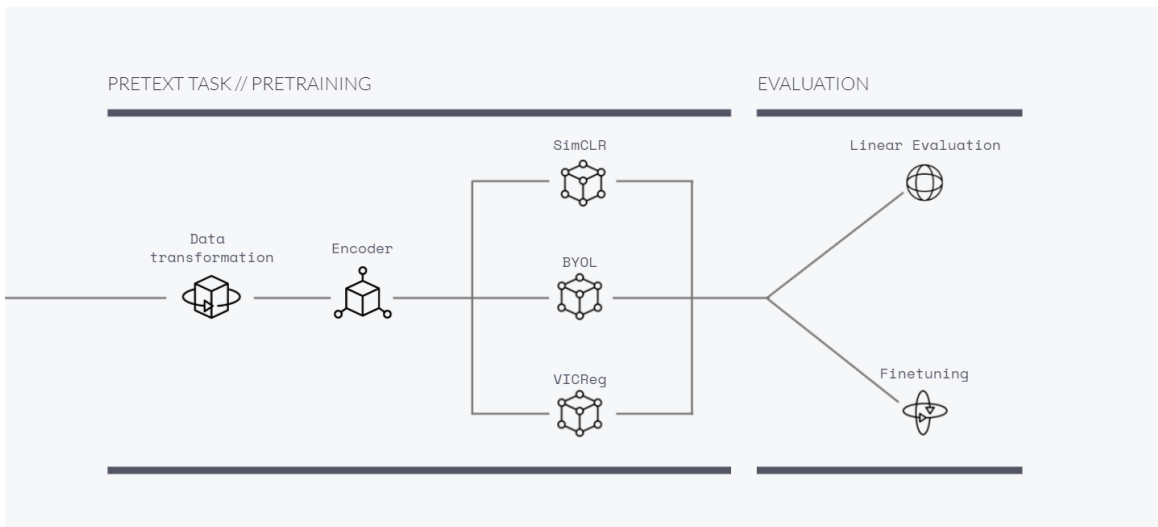 PRETEXT TASK // PRETRAINING
EVALUATION
SimCLR
Linear Evaluation
Data
transformation
Encoder
BYOL
VICReg
Finetuning